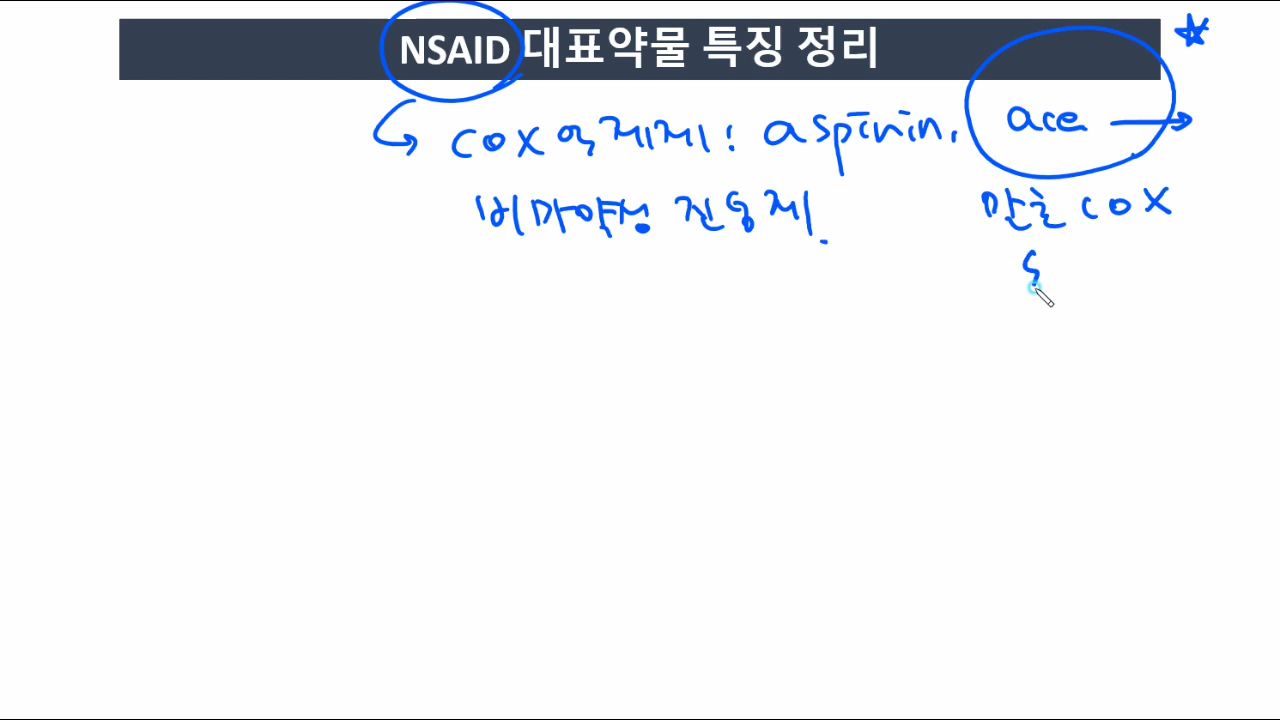 NSAID 대표약물 특징 정리
COX 억제제 : aspirin, ace →
비마약성 진통제. 말초 COX